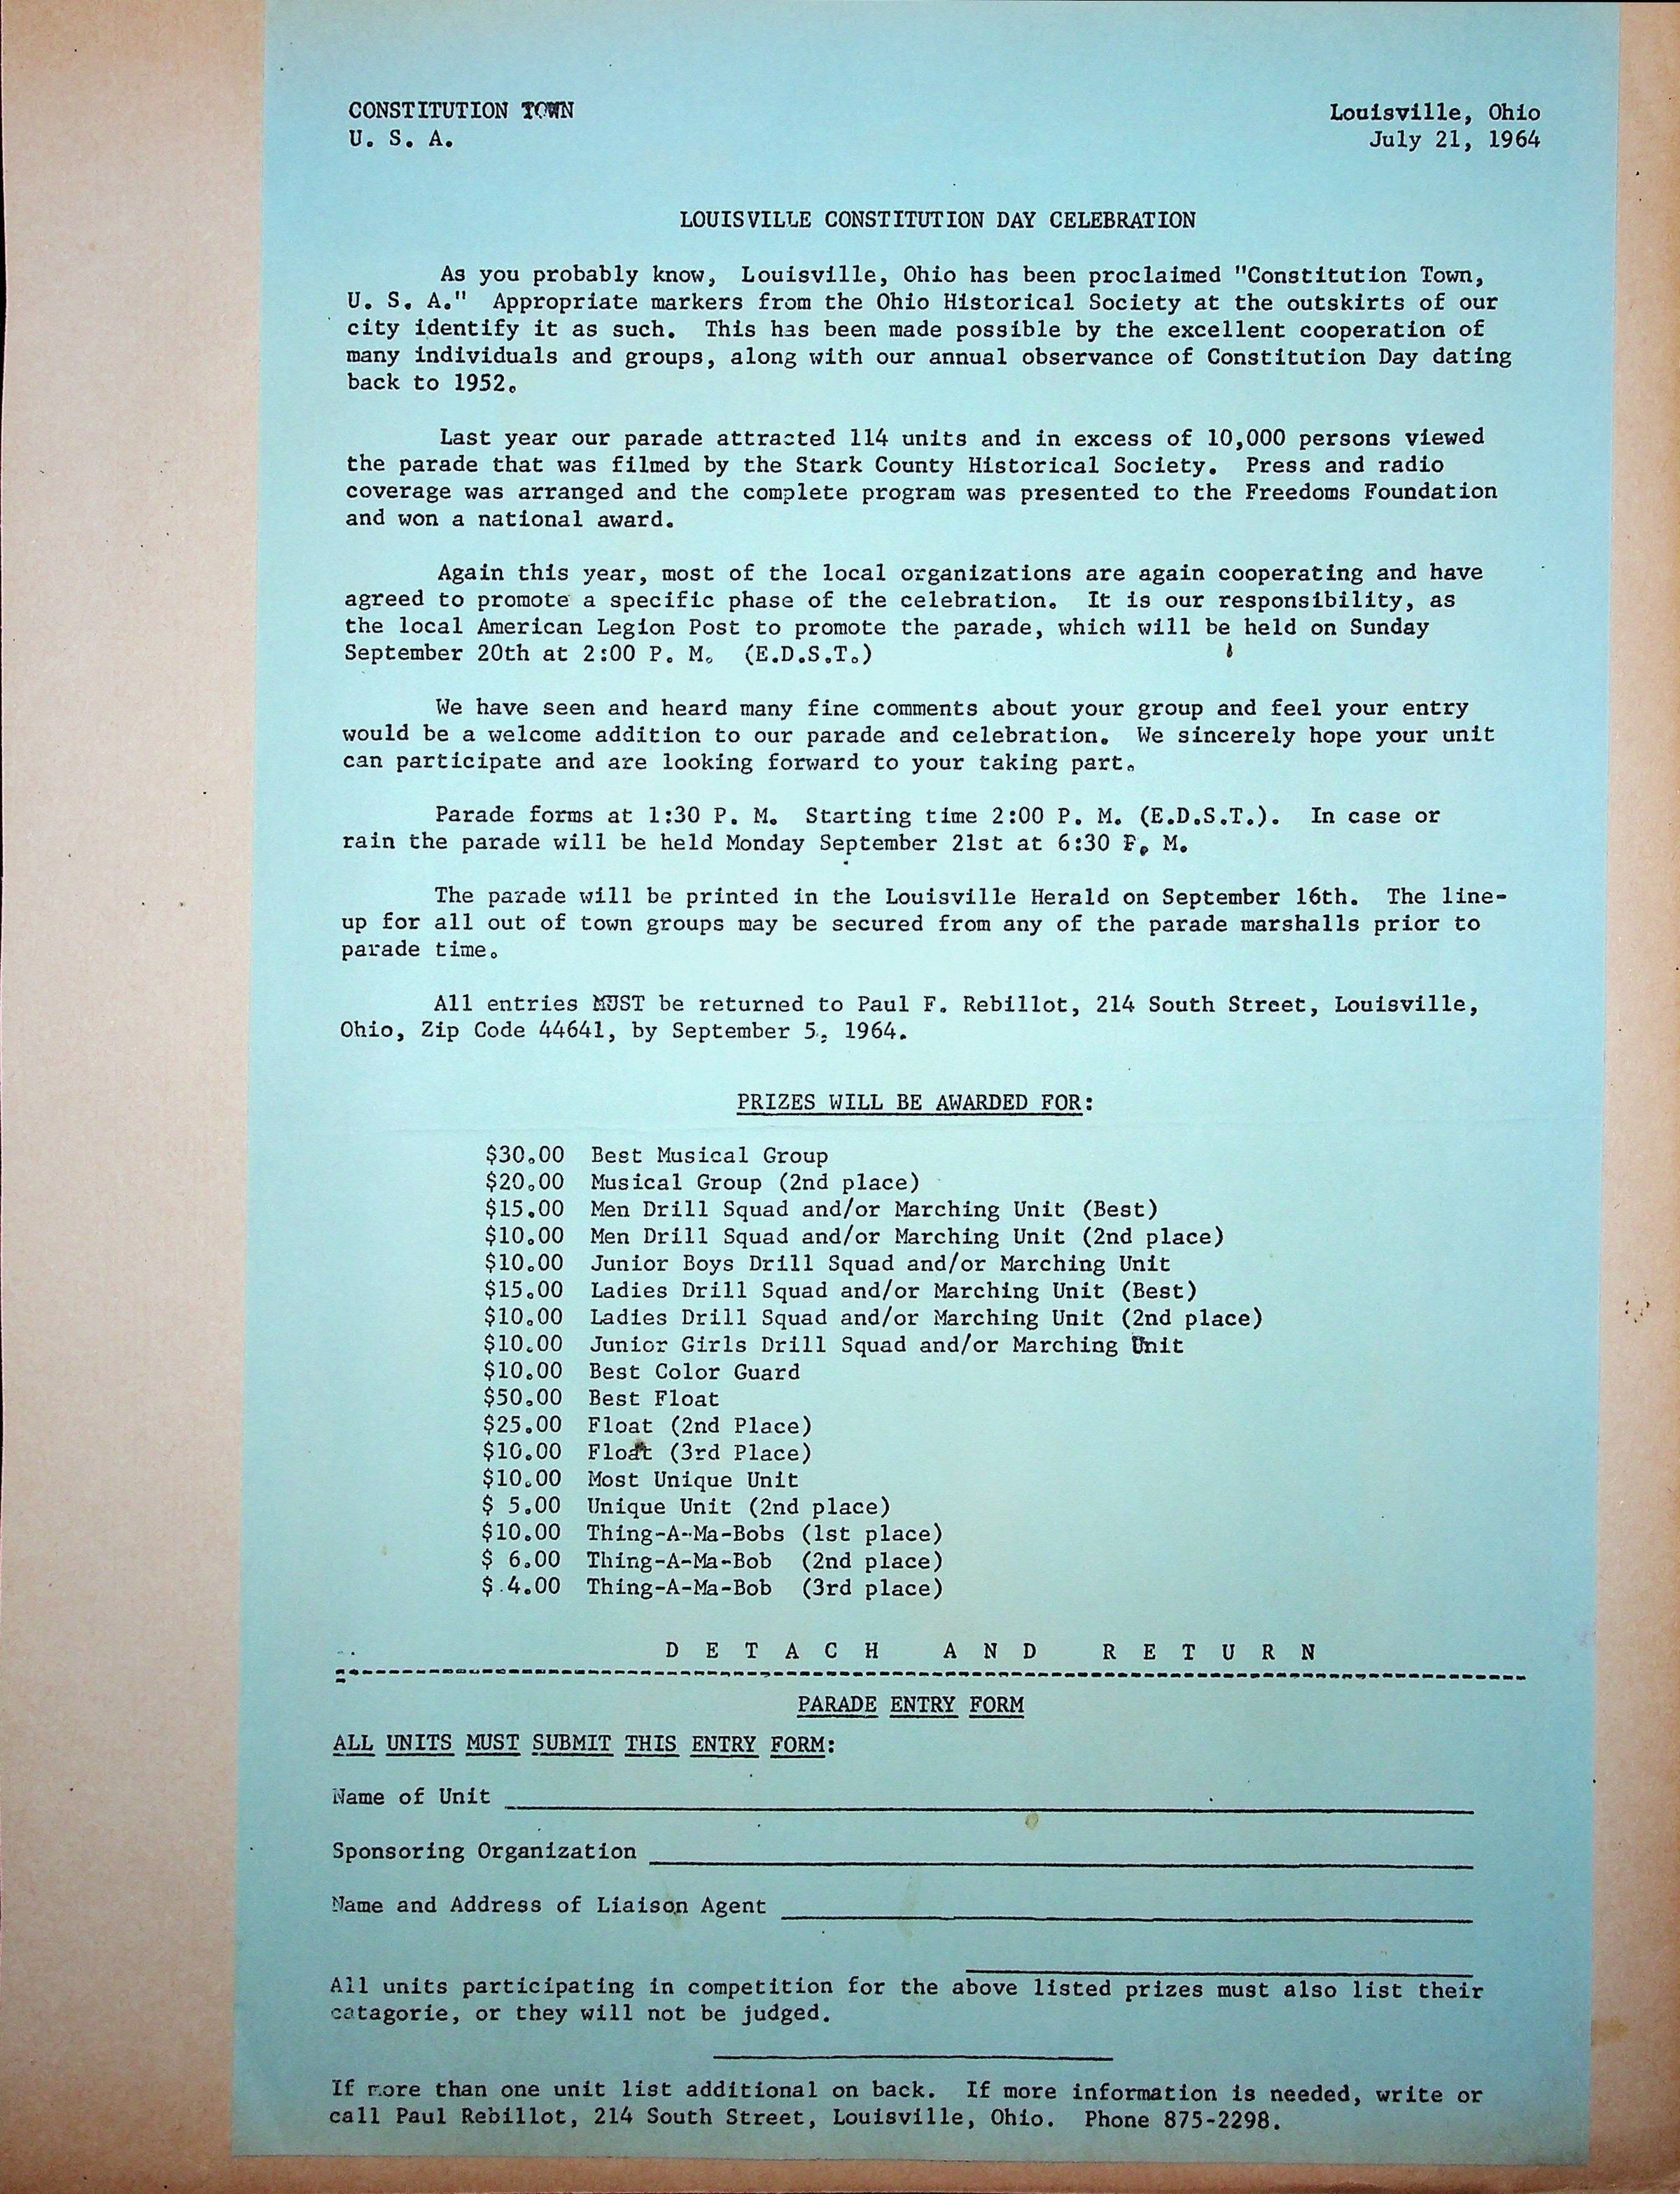 CONSTITUTION TOWN
Louisville, Ohio
U. S. A.
July 21, 1964
LOUISVILLE CONSTITUTION DAY CELEBRATION
As you probably know, Louisville, Ohio has been proclaimed "Constitution Town,
U. S. A." Appropriate markers from the Ohio Historical Society at the outskirts of our
city identify it as such. This has been made possible by the excellent cooperation of
many individuals and groups, along with our annual observance of Constitution Day dating
back to 1952.
Last year our parade attracted 114 units and in excess of 10,000 persons viewed
the parade that was filmed by the Stark County Historical Society. Press and radio
coverage was arranged and the complete program was presented to the Freedoms Foundation
and won a national award.
Again this year, most of the local organizations are again cooperating and have
agreed to promote a specific phase of the celebration. It is our responsibility, as
the local American Legion Post to promote the parade, which will be held on Sunday
September 20th at 2:00 P. M. (E.D.S.T.)
We have seen and heard many fine comments about your group and feel your entry
would be a welcome addition to our parade and celebration. We sincerely hope your unit
can participate and are looking forward to your taking part.
Parade forms at 1:30 P. M. Starting time 2:00 P. M. (E.D.S.T.). In case or
rain the parade will be held Monday September 21st at 6:30 P. M.
The parade will be printed in the Louisville Herald on September 16th. The line-
up for all out of town groups may be secured from any of the parade marshalls prior to
parade time.
All entries MUST be returned to Paul F. Rebillot, 214 South Street, Louisville,
Ohio, Zip Code 44641, by September 5, 1964.
PRIZES WILL BE AWARDED FOR:
$30.00 Best Musical Group
$20.00 Musical Group (2nd place)
$15.00 Men Drill Squad and/or Marching Unit (Best)
$10.00 Men Drill Squad and/or Marching Unit (2nd place)
$10.00 Junior Boys Drill Squad and/or Marching Unit
$15.00 Ladies Drill Squad and/or Marching Unit (Best)
$10.00 Ladies Drill Squad and/or Marching Unit (2nd place)
$10.00 Junior Girls Drill Squad and/or Marching Unit
$10.00 Best Color Guard
$50.00 Best Float
$25.00 Float (2nd Place)
$10.00 Float (3rd Place)
$10.00 Most Unique Unit
$ 5.00 Unique Unit (2nd place)
$10.00 Thing-A-Ma-Bobs (1st place)
$ 6.00 Thing-A-Ma-Bob (2nd place)
$ 4.00 Thing-A-Ma-Bob (3rd place)
D E T A C H A N D R E T U R N
PARADE ENTRY FORM
ALL UNITS MUST SUBMIT THIS ENTRY FORM:
Name of Unit
Sponsoring Organization
Name and Address of Liaison Agent
All units participating in competition for the above listed prizes must also list their
catagorie, or they will not be judged.
If more than one unit list additional on back. If more information is needed, write or
call Paul Rebillot, 214 South Street, Louisville, Ohio. Phone 875-2298.